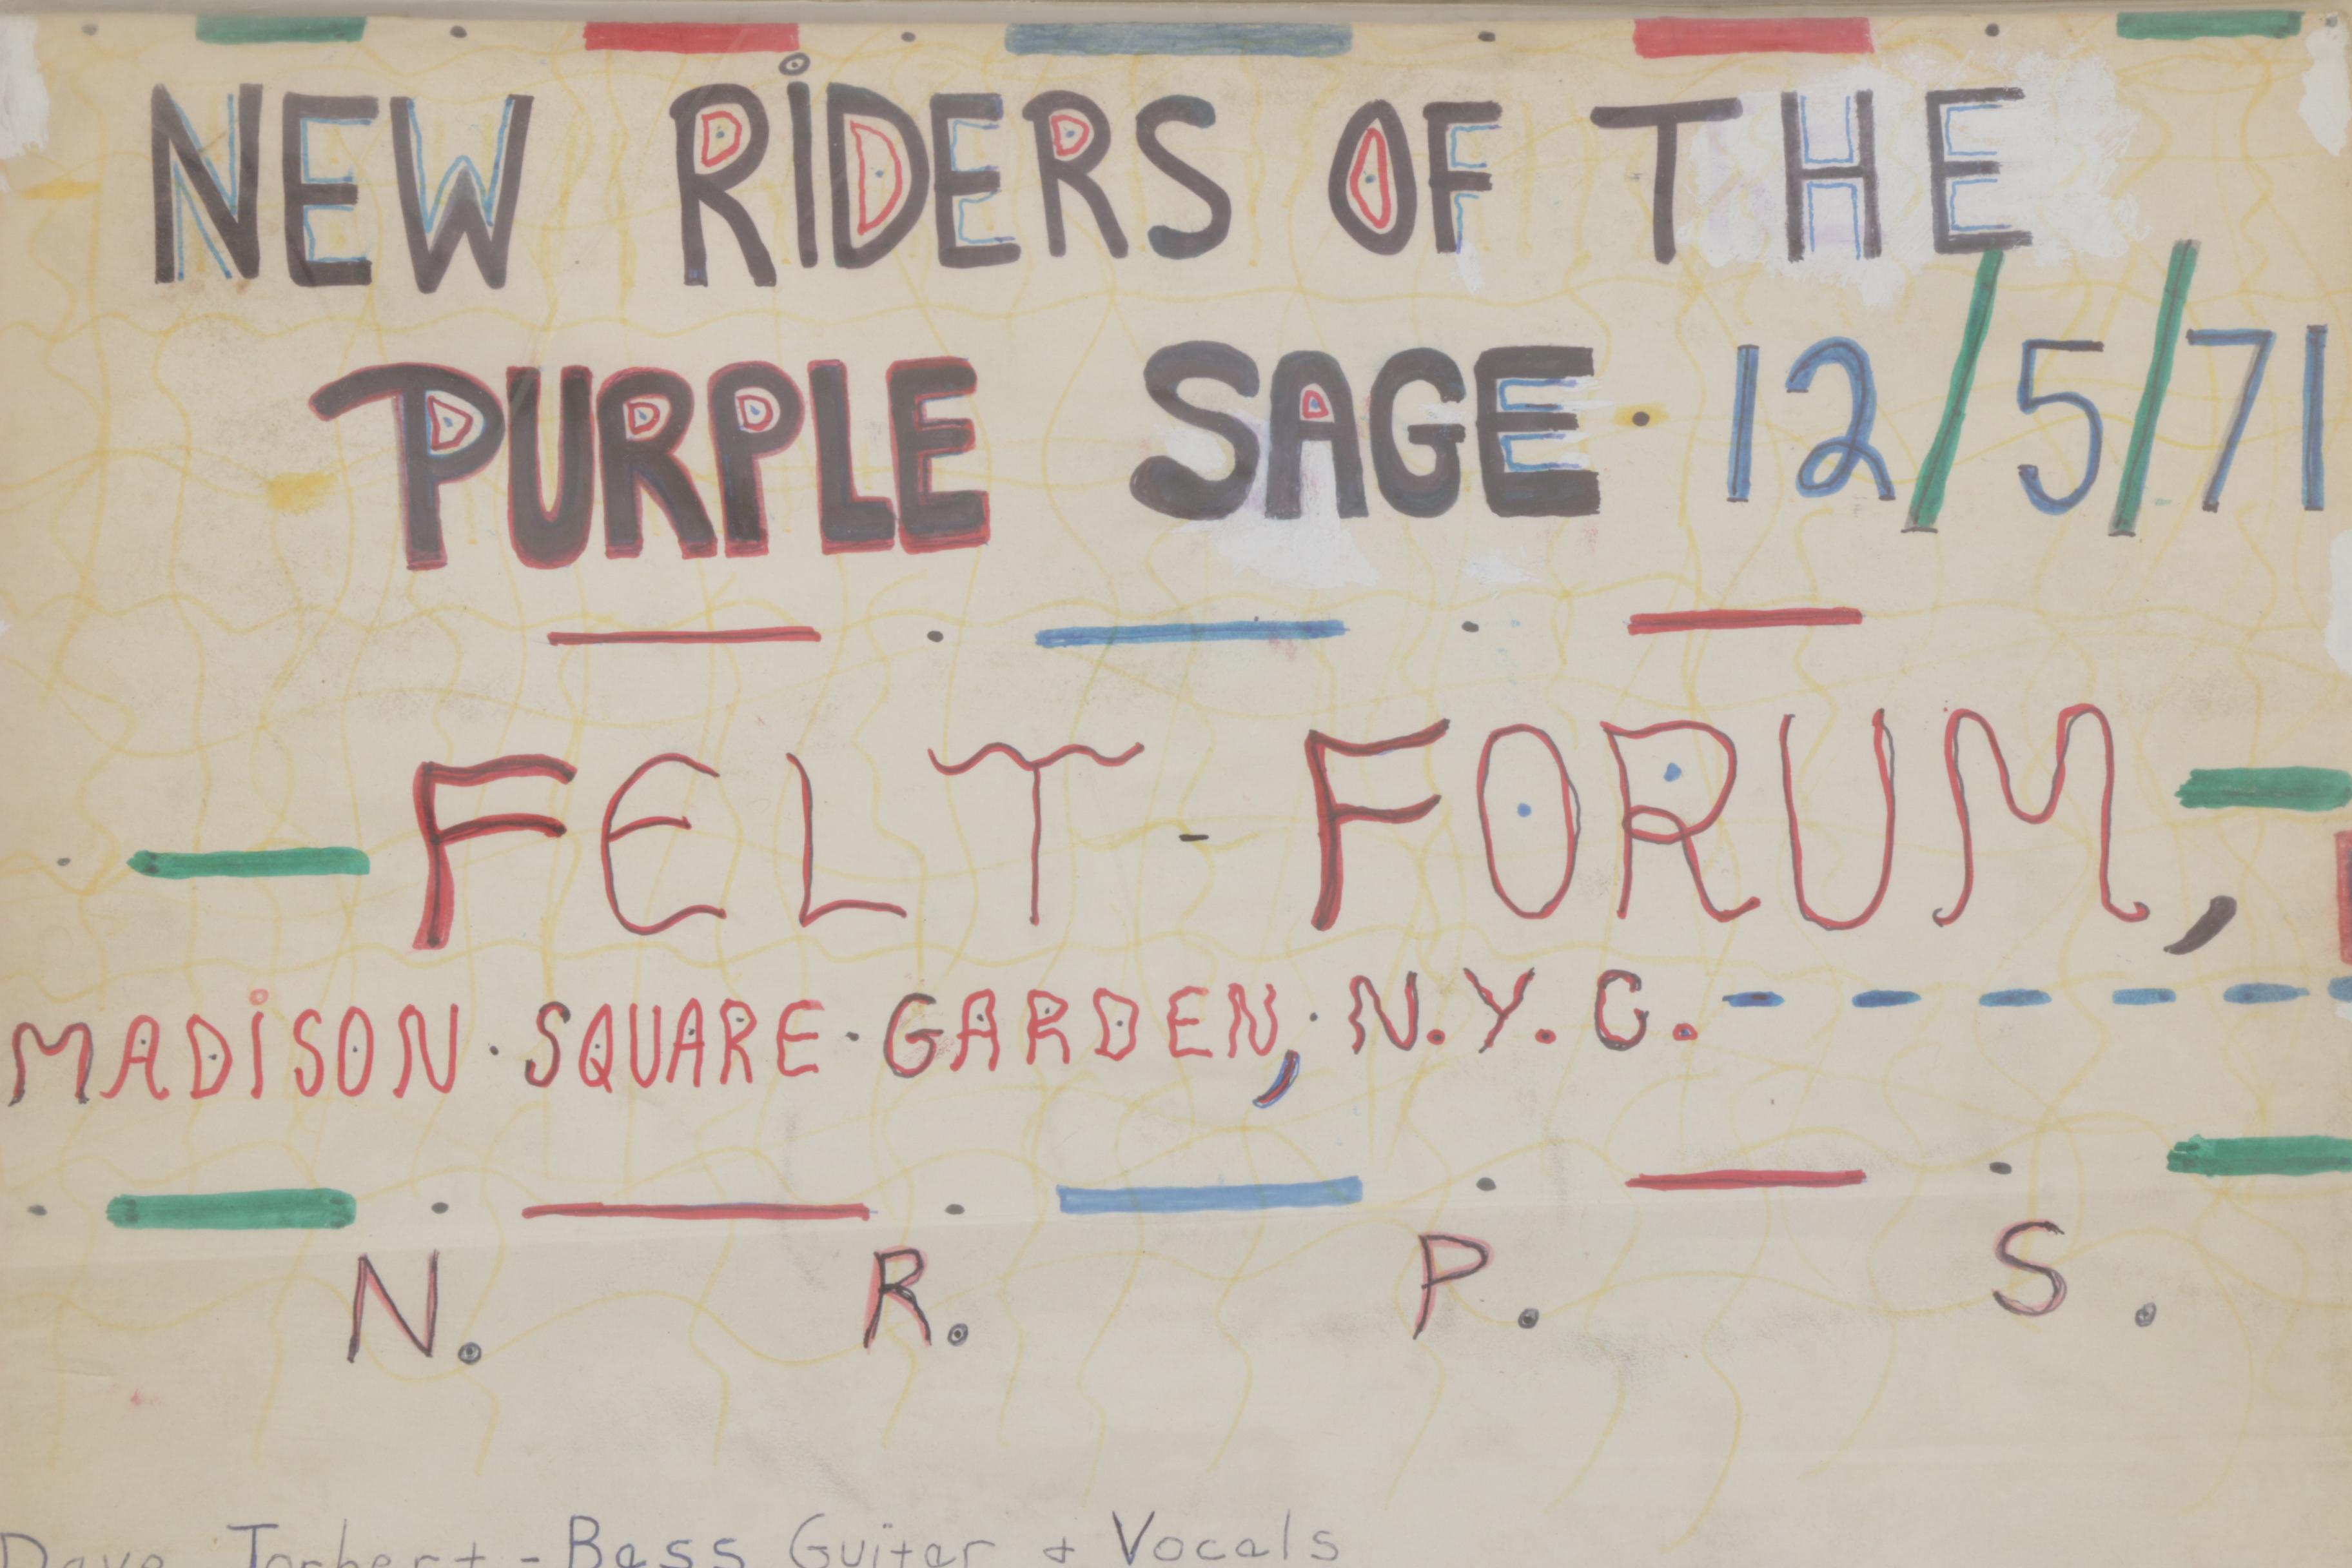 NEW RIDERS OF THE
PURPLE SAGE · 12/5/71
FELT - FORUM,
MADISON · SQUARE · GARDEN, · N.Y.C.
N. R. P. S.
Dave Torbert - Bass Guitar + Vocals